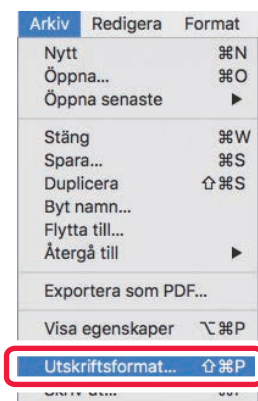 Arkiv Redigera Format
Nytt ⌘N
Öppna... ⌘O
Öppna senaste ▶
Stäng ⌘W
Spara... ⌘S
Duplicera ⇧⌘S
Byt namn...
Flytta till...
Återgå till ▶
Exportera som PDF...
Visa egenskaper ⌥⌘P
Utskriftsformat... ⇧⌘P